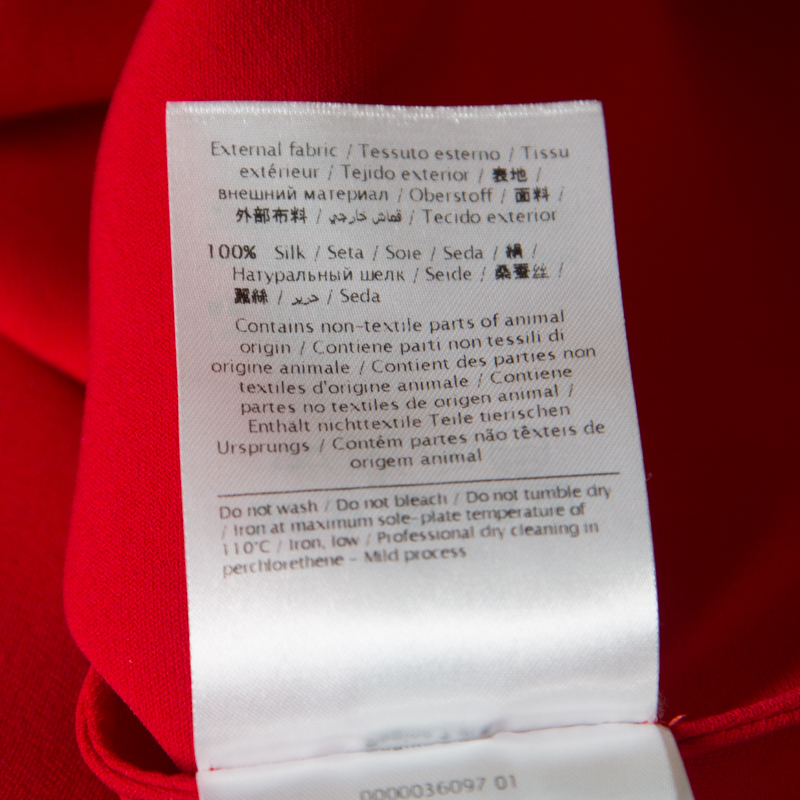 External fabric / Tessuto esterno / Tissu
extérieur / Tejido exterior / 表地 /
внешний материал / Oberstoff / 面料 /
外部布料 / قماش خارجي / Tecido exterior
100% Silk / Seta / Soie / Seda / 絹 /
Натуральный шелк / Seide / 桑蚕丝 /
蠶絲 / حرير / Seda
Contains non-textile parts of animal
origin / Contiene parti non tessili di
origine animale / Contient des parties non
textiles d'origine animale / Contiene
partes no textiles de origen animal /
Enthält nichttextile Teile tierischen
Ursprungs / Contém partes não têxteis de
origem animal
Do not wash / Do not bleach / Do not tumble dry
/ Iron at maximum sole-plate temperature of
110°C / Iron, low / Professional dry cleaning in
perchlorethene - Mild process
0000036097 01